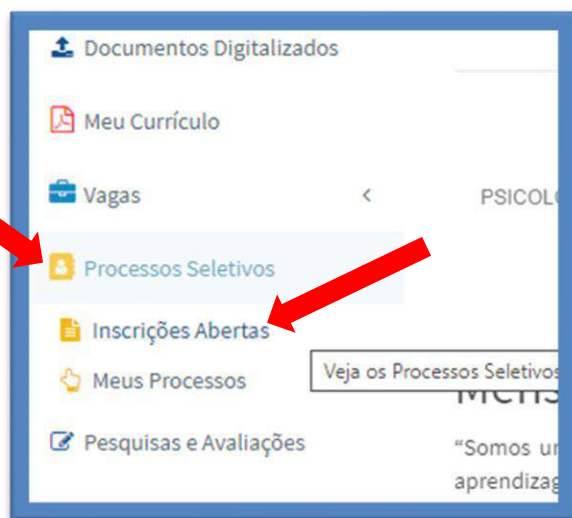 Documentos Digitalizados
Meu Currículo
Vagas
Processos Seletivos
Inscrições Abertas
Meus Processos
Pesquisas e Avaliações
PSICOL
Veja os Processos Seletivos
"Somos
aprendizag